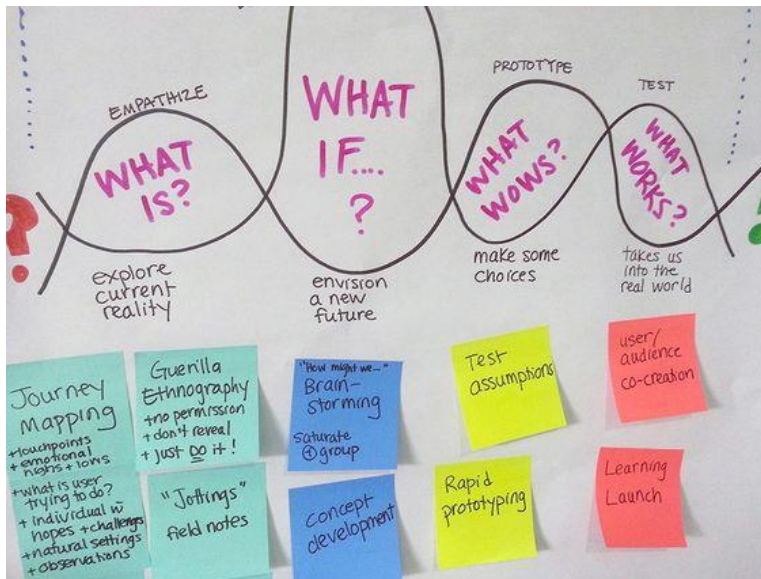 EMPATHIZE
WHAT
IS?
explore
current
reality
WHAT
IF....
?
envision
a new
future
PROTOTYPE
WHAT
WOWS?
make some
choices
TEST
WHAT
WORKS?
takes us
into the
real world
?
Journey
Mapping
+touchpoints
+ emotional
highs + lows
+what is user
trying to do?
+ individual w
hopes + challenges
+natural settings
+ observations
Guerilla
Ethnography
+no permission
+don't reveal
+ just DO it!
"Jottings"
field notes
"How might we..."
Brain-
storming
saturate
+ group
concept
development
Test
assumptions
Rapid
prototyping
user/
audience
co-creation
Learning
Launch